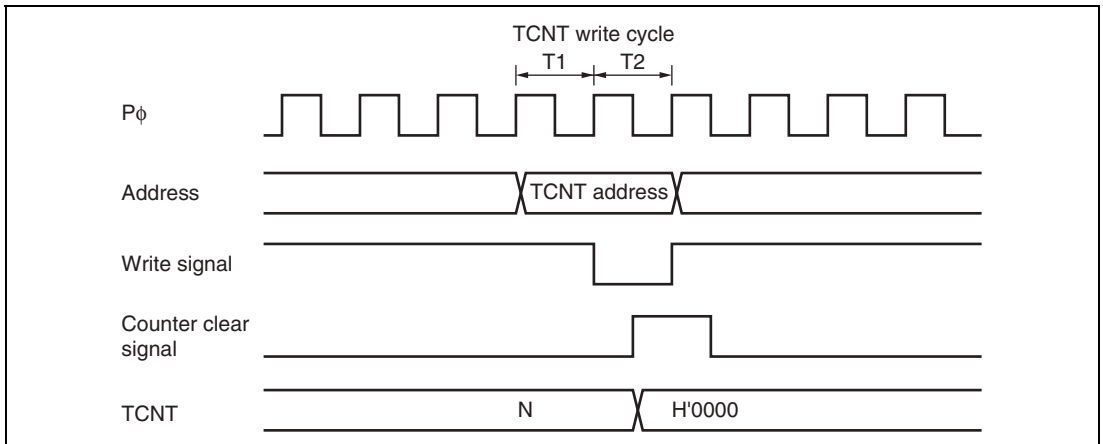 TCNT write cycle
T1 T2
Pϕ
Address
TCNT address
Write signal
Counter clear
signal
TCNT
N
H'0000